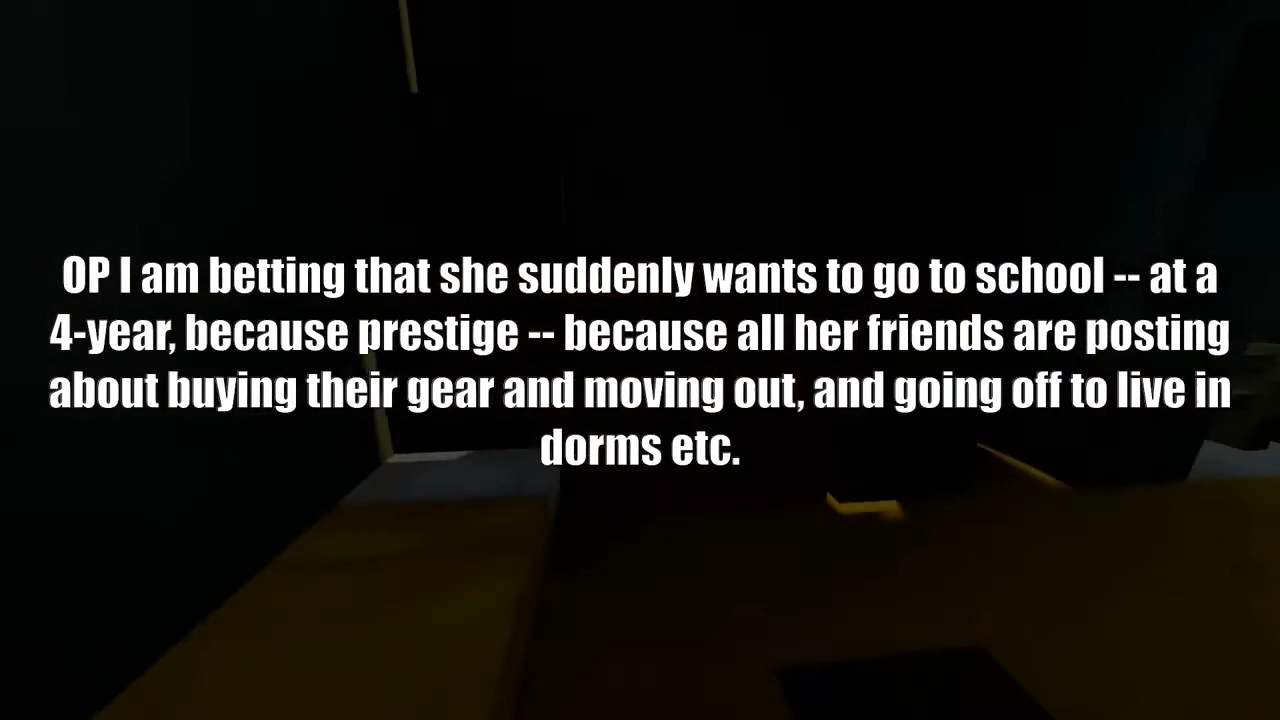 OP I am betting that she suddenly wants to go to school -- at a
4-year, because prestige -- because all her friends are posting
about buying their gear and moving out, and going off to live in
dorms etc.